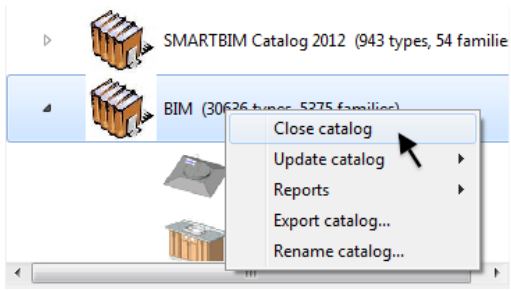 SMARTBIM Catalog 2012 (943 types, 54 familie
BIM (30636 types, 5375 families)
Close catalog
Update catalog
Reports
Export catalog...
Rename catalog...